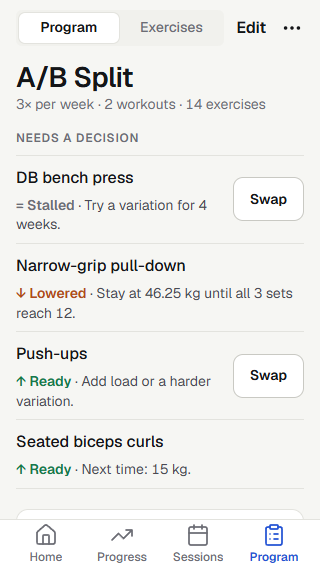 Program
Exercises
Edit
A/B Split
3× per week · 2 workouts · 14 exercises
NEEDS A DECISION
DB bench press
= Stalled · Try a variation for 4
weeks.
Swap
Narrow-grip pull-down
↓ Lowered · Stay at 46.25 kg until all 3 sets
reach 12.
Push-ups
↑ Ready · Add load or a harder
variation.
Swap
Seated biceps curls
↑ Ready · Next time: 15 kg.
Home
Progress
Sessions
Program